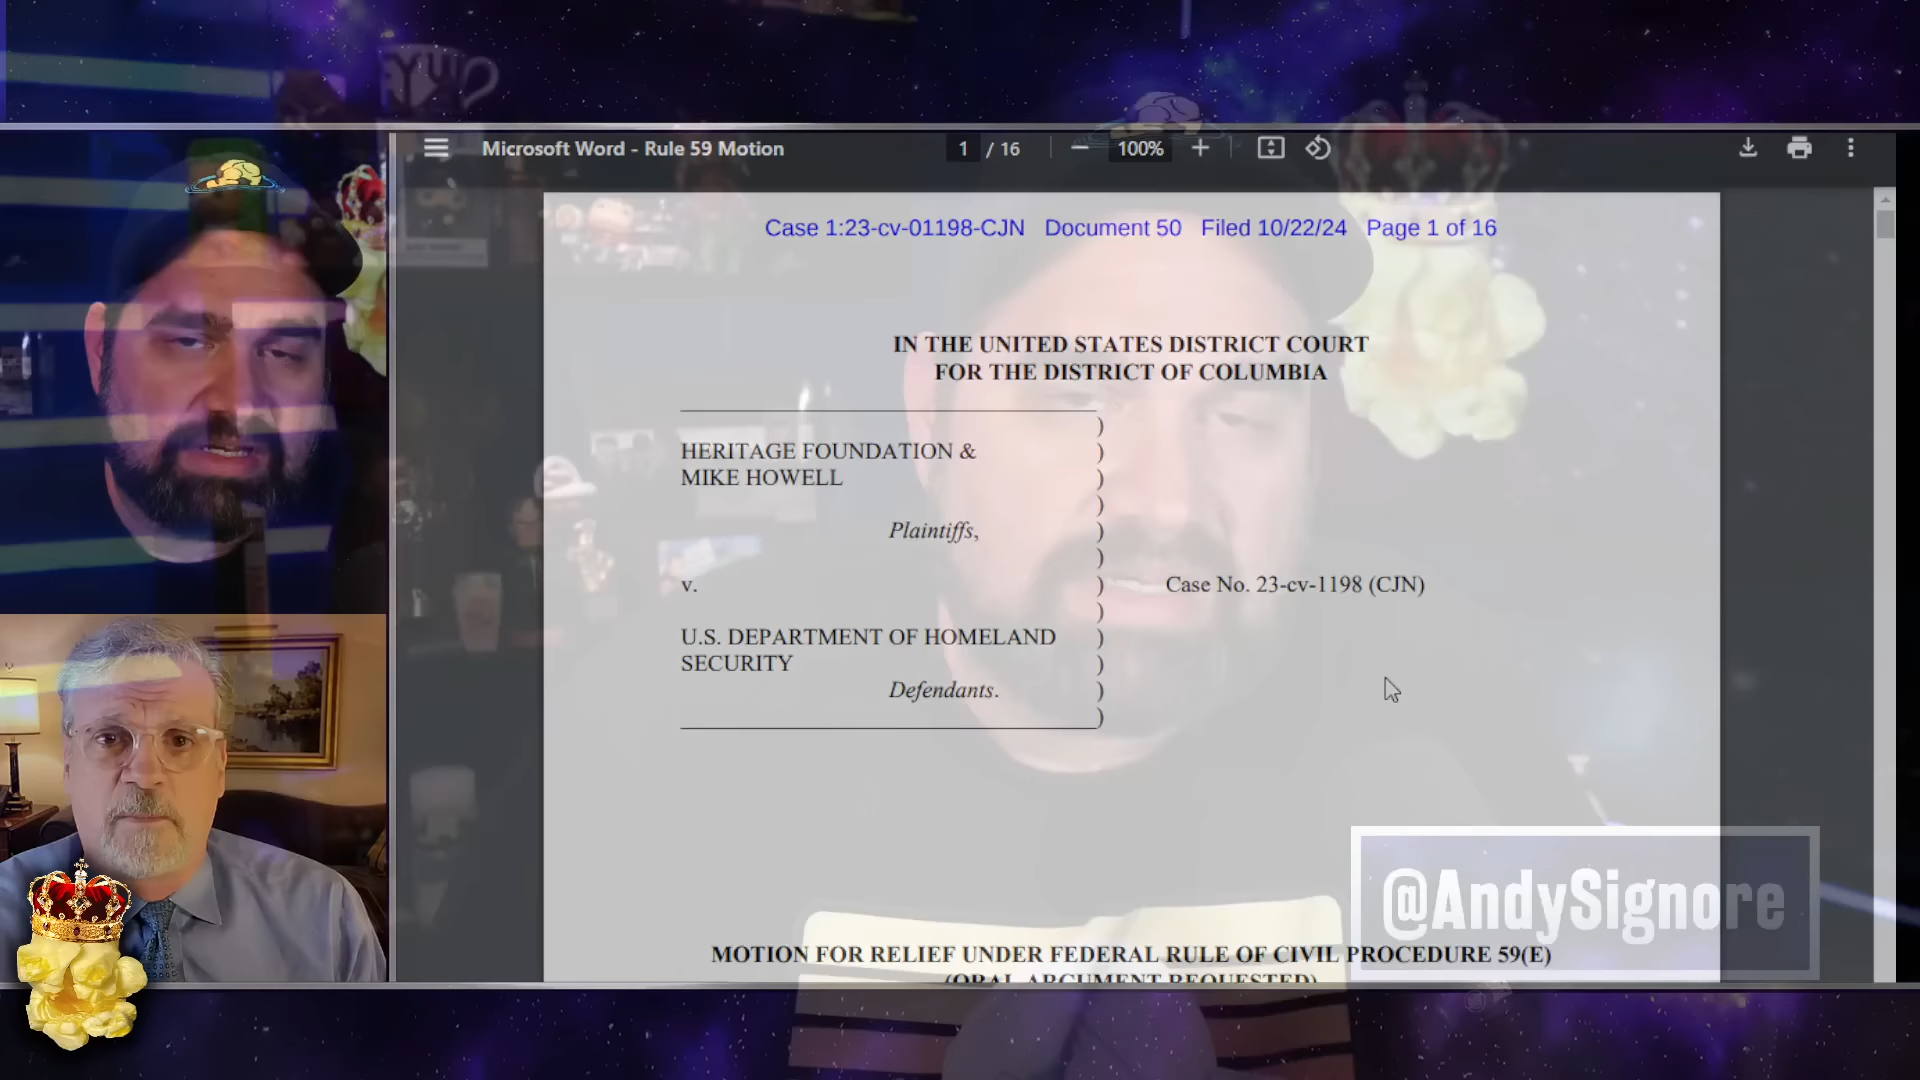 Microsoft Word - Rule 59 Motion
1 / 16
100%
Case 1:23-cv-01198-CJN Document 50 Filed 10/22/24 Page 1 of 16
IN THE UNITED STATES DISTRICT COURT
FOR THE DISTRICT OF COLUMBIA
HERITAGE FOUNDATION &
MIKE HOWELL
Plaintiffs,
v.
Case No. 23-cv-1198 (CJN)
U.S. DEPARTMENT OF HOMELAND
SECURITY
Defendants.
)
)
)
)
)
)
)
)
)
)
)
)
@AndySignore
MOTION FOR RELIEF UNDER FEDERAL RULE OF CIVIL PROCEDURE 59(E)
(ORAL ARGUMENT REQUESTED)